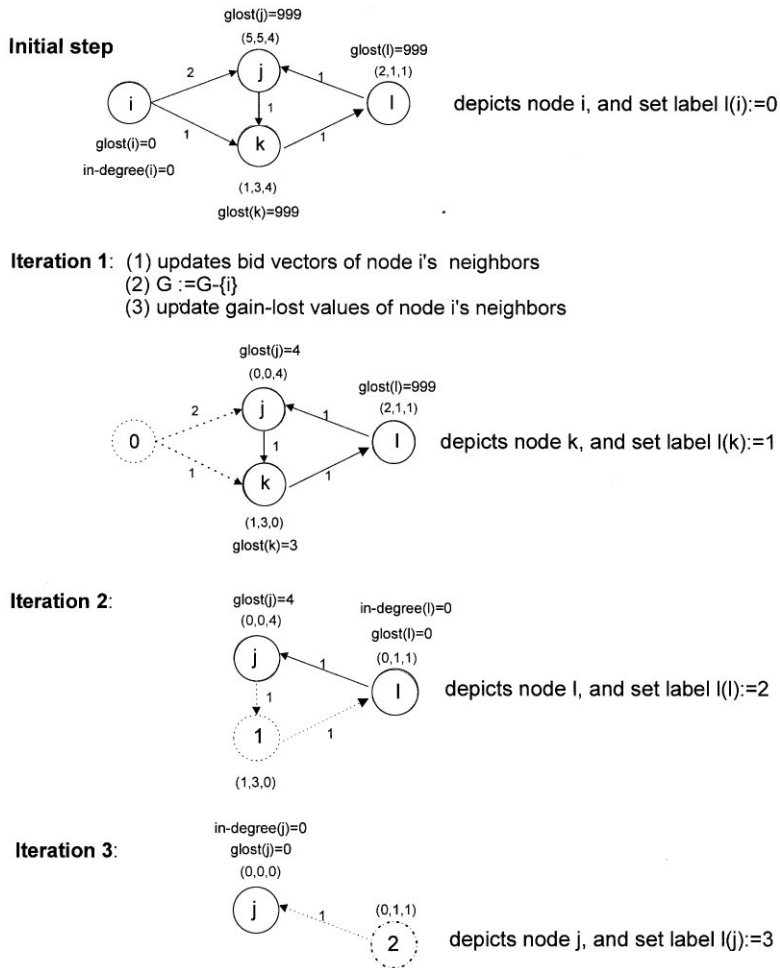 glost(j)=999
Initial step
(5,5,4)
glost(l)=999
(2,1,1)
j
2
1
i
1
l
depicts node i, and set label l(i):=0
1
k
1
glost(i)=0
in-degree(i)=0
(1,3,4)
glost(k)=999
Iteration 1: (1) updates bid vectors of node i's neighbors
(2) G :=G-{i}
(3) update gain-lost values of node i's neighbors
glost(j)=4
(0,0,4)
glost(l)=999
(2,1,1)
j
2
1
0
1
l
depicts node k, and set label l(k):=1
1
k
1
(1,3,0)
glost(k)=3
Iteration 2:
glost(j)=4
(0,0,4)
in-degree(l)=0
glost(l)=0
(0,1,1)
j
1
1
l
depicts node l, and set label l(l):=2
1
1
(1,3,0)
in-degree(j)=0
Iteration 3:
glost(j)=0
(0,0,0)
j
1
(0,1,1)
2
depicts node j, and set label l(j):=3